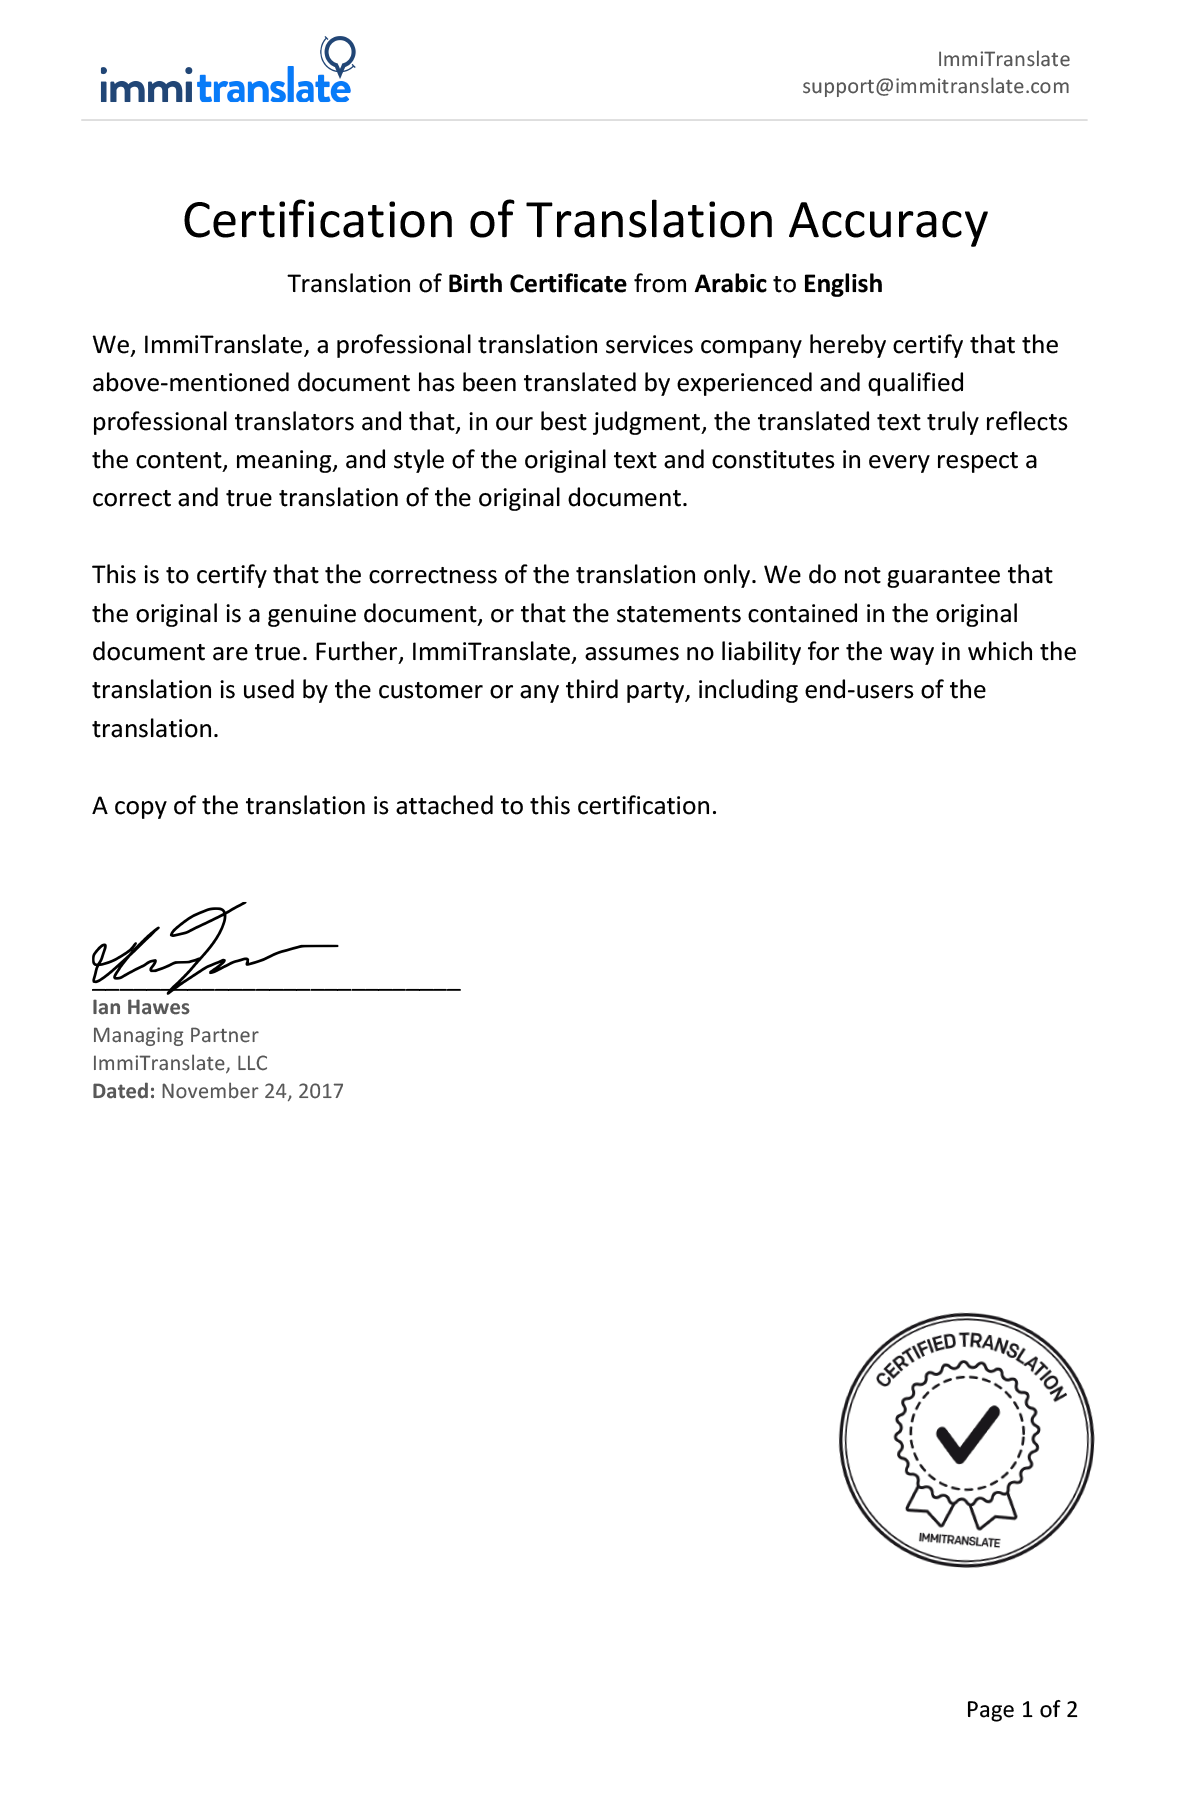 immitranslate
ImmiTranslate
support@immitranslate.com
Certification of Translation Accuracy
Translation of Birth Certificate from Arabic to English
We, ImmiTranslate, a professional translation services company hereby certify that the
above-mentioned document has been translated by experienced and qualified
professional translators and that, in our best judgment, the translated text truly reflects
the content, meaning, and style of the original text and constitutes in every respect a
correct and true translation of the original document.
This is to certify that the correctness of the translation only. We do not guarantee that
the original is a genuine document, or that the statements contained in the original
document are true. Further, ImmiTranslate, assumes no liability for the way in which the
translation is used by the customer or any third party, including end-users of the
translation.
A copy of the translation is attached to this certification.
Ian Hawes
Managing Partner
ImmiTranslate, LLC
Dated: November 24, 2017
CERTIFIED TRANSLATION
IMMITRANSLATE
Page 1 of 2